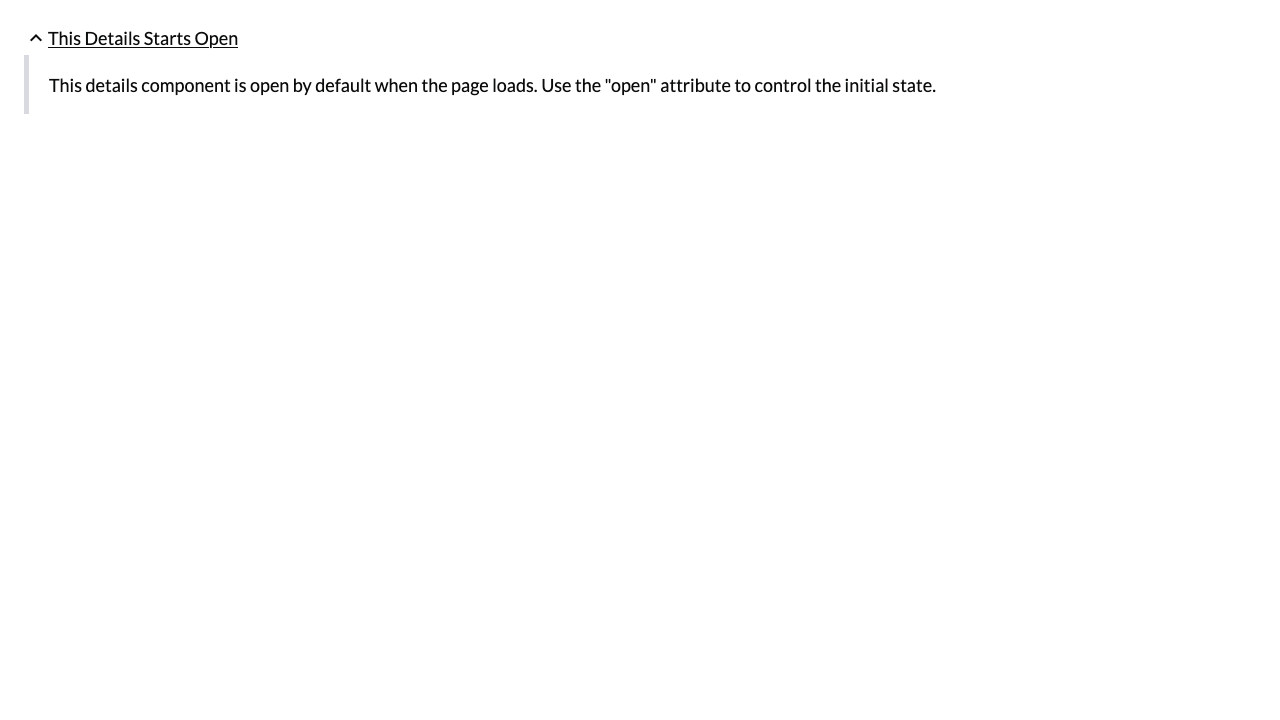 This Details Starts Open
This details component is open by default when the page loads. Use the "open" attribute to control the initial state.